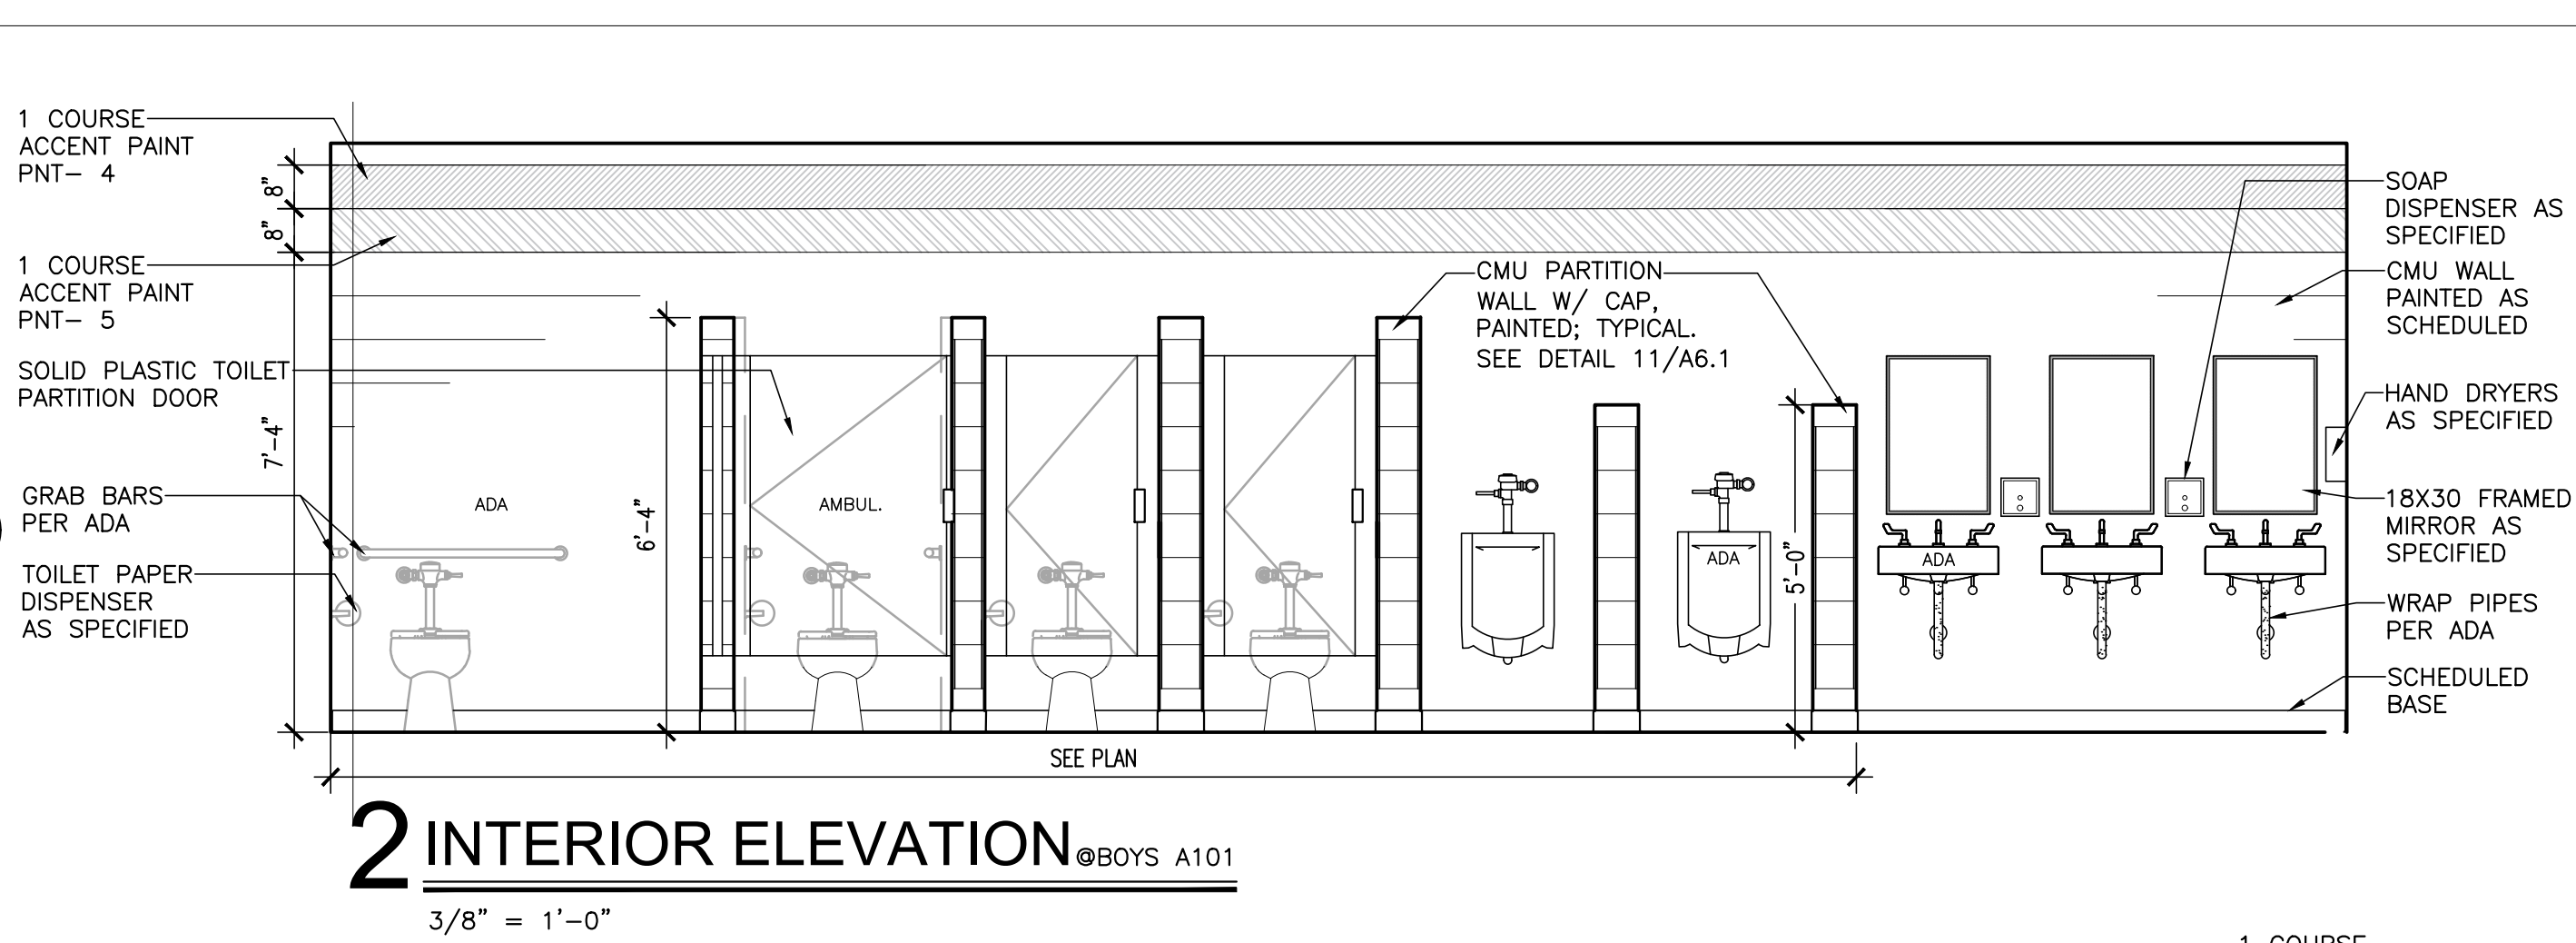 1 COURSE
ACCENT PAINT
PNT- 4
8"
8"
1 COURSE
ACCENT PAINT
PNT- 5
SOLID PLASTIC TOILET
PARTITION DOOR
7'-4"
GRAB BARS
PER ADA
TOILET PAPER
DISPENSER
AS SPECIFIED
6'-4"
ADA
AMBUL.
CMU PARTITION
WALL W/ CAP,
PAINTED; TYPICAL.
SEE DETAIL 11/A6.1
ADA
5'-0"
ADA
SOAP
DISPENSER AS
SPECIFIED
CMU WALL
PAINTED AS
SCHEDULED
HAND DRYERS
AS SPECIFIED
18X30 FRAMED
MIRROR AS
SPECIFIED
WRAP PIPES
PER ADA
SCHEDULED
BASE
SEE PLAN
2 INTERIOR ELEVATION @BOYS A101
3/8" = 1'-0"
1 COURSE